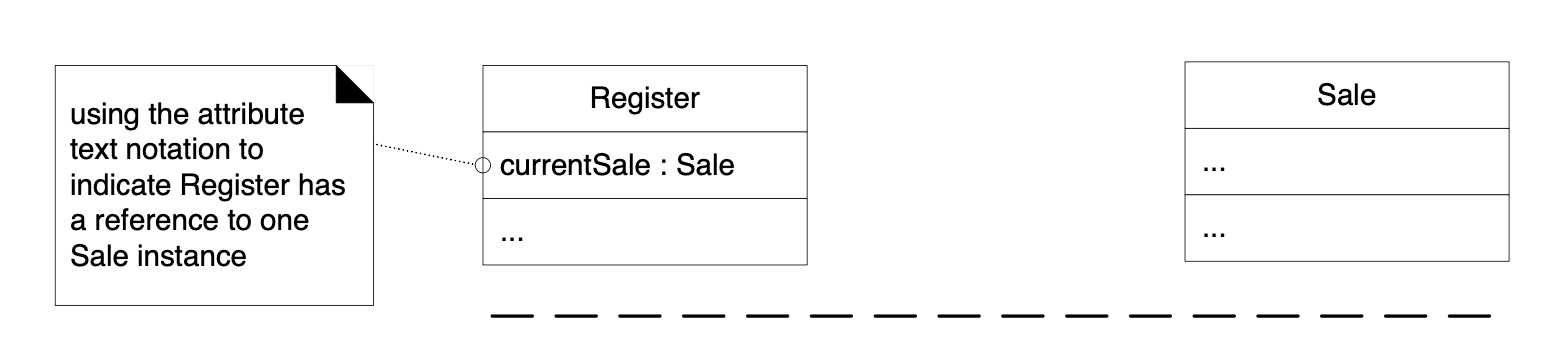 using the attribute
text notation to
indicate Register has
a reference to one
Sale instance
Register
currentSale : Sale
...
Sale
...
...